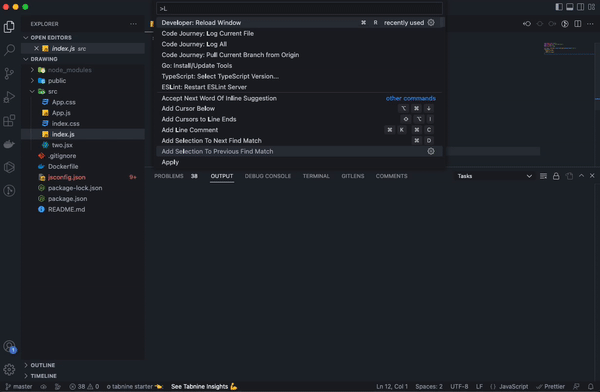 EXPLORER ···
>L
OPEN EDITORS
index.js src
DRAWING
node_modules
public
src
App.css
App.js
index.css
index.js
two.jsx
.gitignore
Dockerfile
jsconfig.json 9+
package-lock.json
package.json
README.md
OUTLINE
TIMELINE
Developer: Reload Window ⌘ R recently used
Code Journey: Log Current File
Code Journey: Log All
Code Journey: Pull Current Branch from Origin
Go: Install/Update Tools
TypeScript: Select TypeScript Version...
ESLint: Restart ESLint Server
Accept Next Word Of Inline Suggestion other commands
Add Cursor Below ⌥ ⌘ ↓
Add Cursors to Line Ends ⇧ ⌥ I
Add Line Comment ⌘ K ⌘ C
Add Selection To Next Find Match ⌘ D
Add Selection To Previous Find Match
Apply
PROBLEMS 38 OUTPUT DEBUG CONSOLE TERMINAL GITLENS COMMENTS Tasks
master 38 0 tabnine starter See Tabnine Insights Ln 12, Col 1 Spaces: 2 UTF-8 LF {} JavaScript Prettier